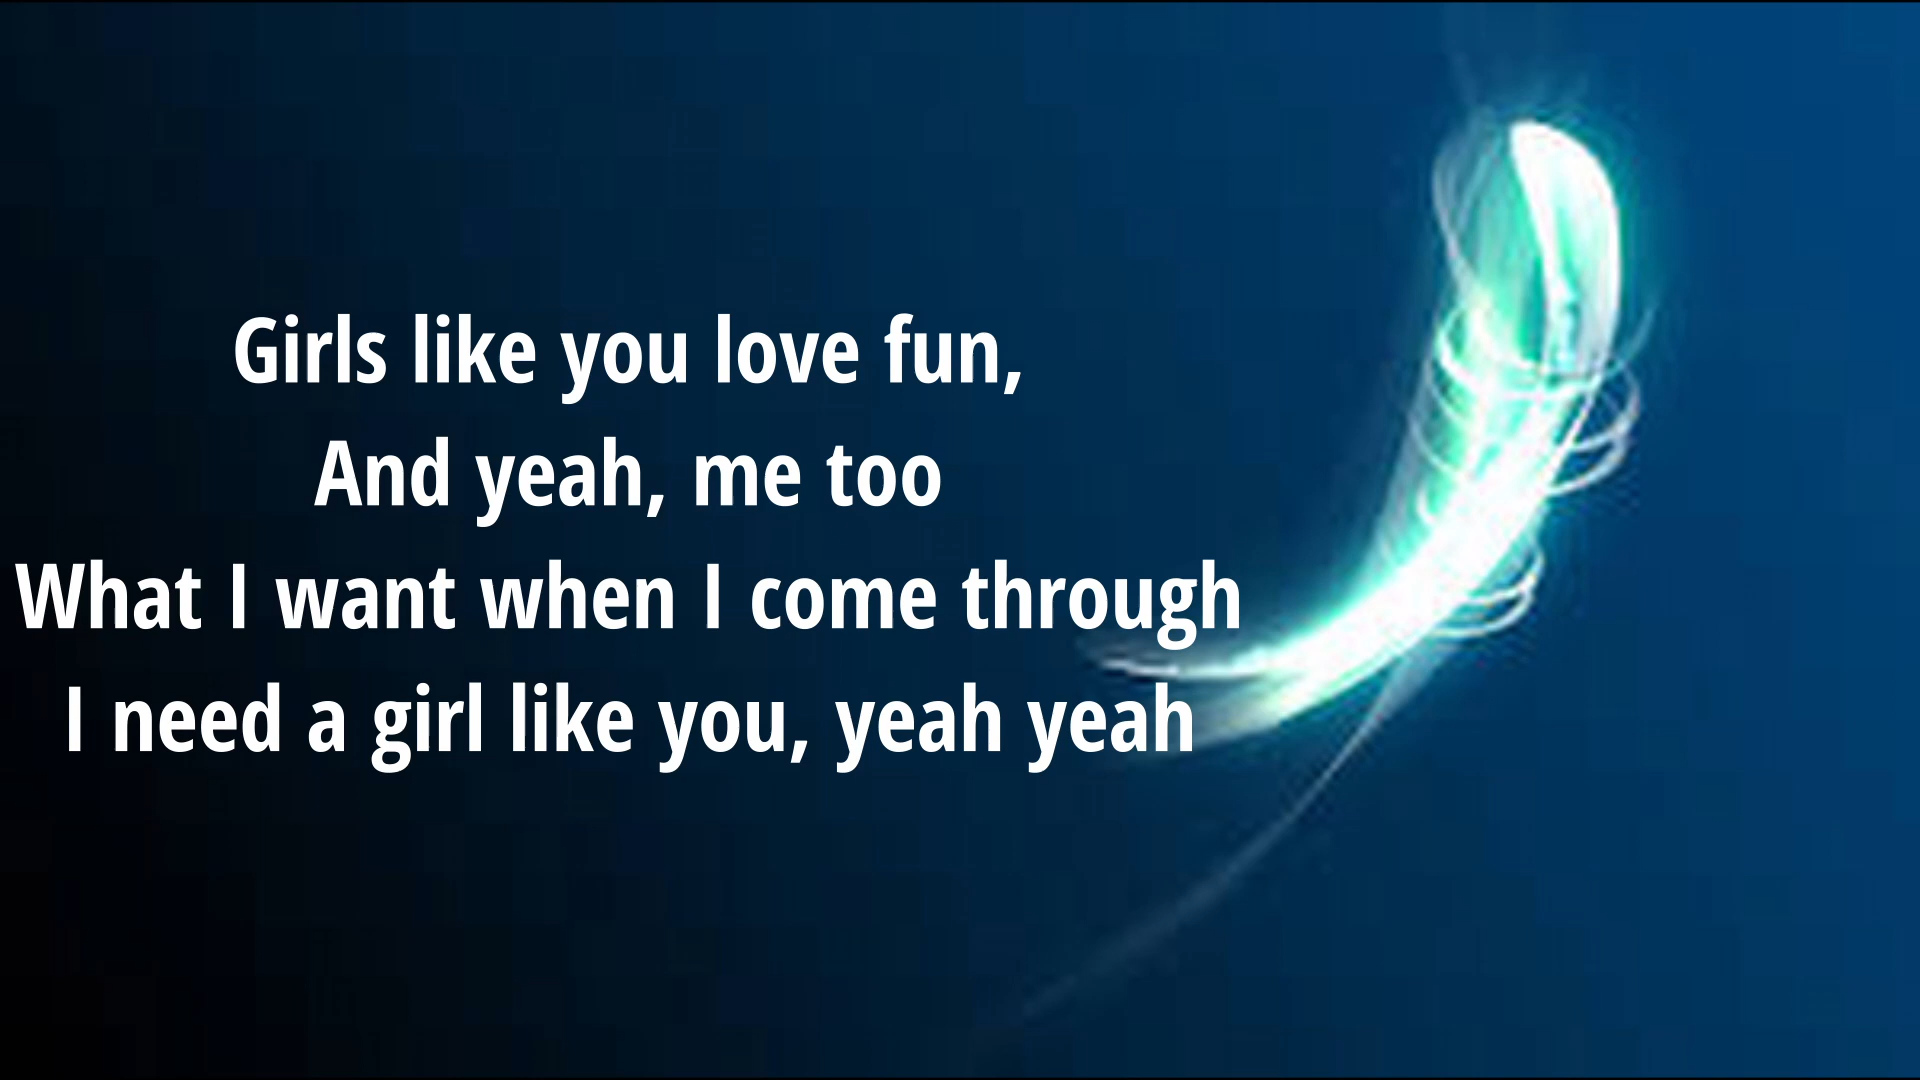 Girls like you love fun,
And yeah, me too
What I want when I come through
I need a girl like you, yeah yeah